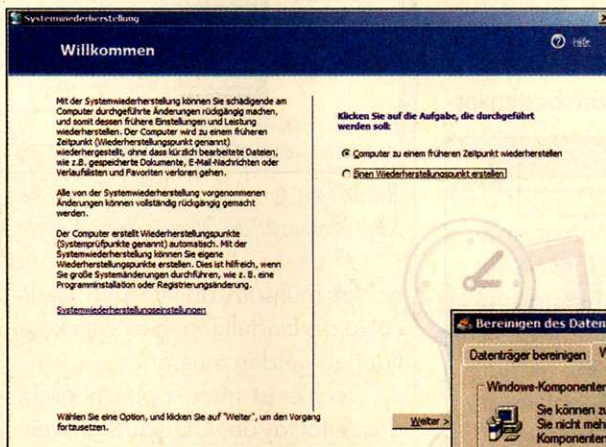 Systemwiederherstellung
Willkommen
Hilfe
Mit der Systemwiederherstellung können Sie schädigende am
Computer durchgeführte Änderungen rückgängig machen,
und somit dessen frühere Einstellungen und Leistung
wiederherstellen. Der Computer wird zu einem früheren
Zeitpunkt (Wiederherstellungspunkt genannt)
wiederhergestellt, ohne dass kürzlich bearbeitete Dateien,
wie z.B. gespeicherte Dokumente, E-Mail-Nachrichten oder
Verlaufslisten und Favoriten verloren gehen.
Alle von der Systemwiederherstellung vorgenommenen
Änderungen können vollständig rückgängig gemacht
werden.
Der Computer erstellt Wiederherstellungspunkte
(Systemprüfpunkte genannt) automatisch. Mit der
Systemwiederherstellung können Sie eigene
Wiederherstellungspunkte erstellen. Dies ist hilfreich, wenn
Sie große Systemänderungen durchführen, wie z. B. eine
Programminstallation oder Registrierungsänderung.
Systemwiederherstellungseinstellungen
Klicken Sie auf die Aufgabe, die durchgeführt
werden soll:
Computer zu einem früheren Zeitpunkt wiederherstellen
Einen Wiederherstellungspunkt erstellen
Wählen Sie eine Option, und klicken Sie auf "Weiter", um den Vorgang
fortzusetzen.
Weiter >
Bereinigen des Daten
Datenträger bereinigen W
Windows-Komponenten
Sie können zu
Sie nicht meh
Komponenten